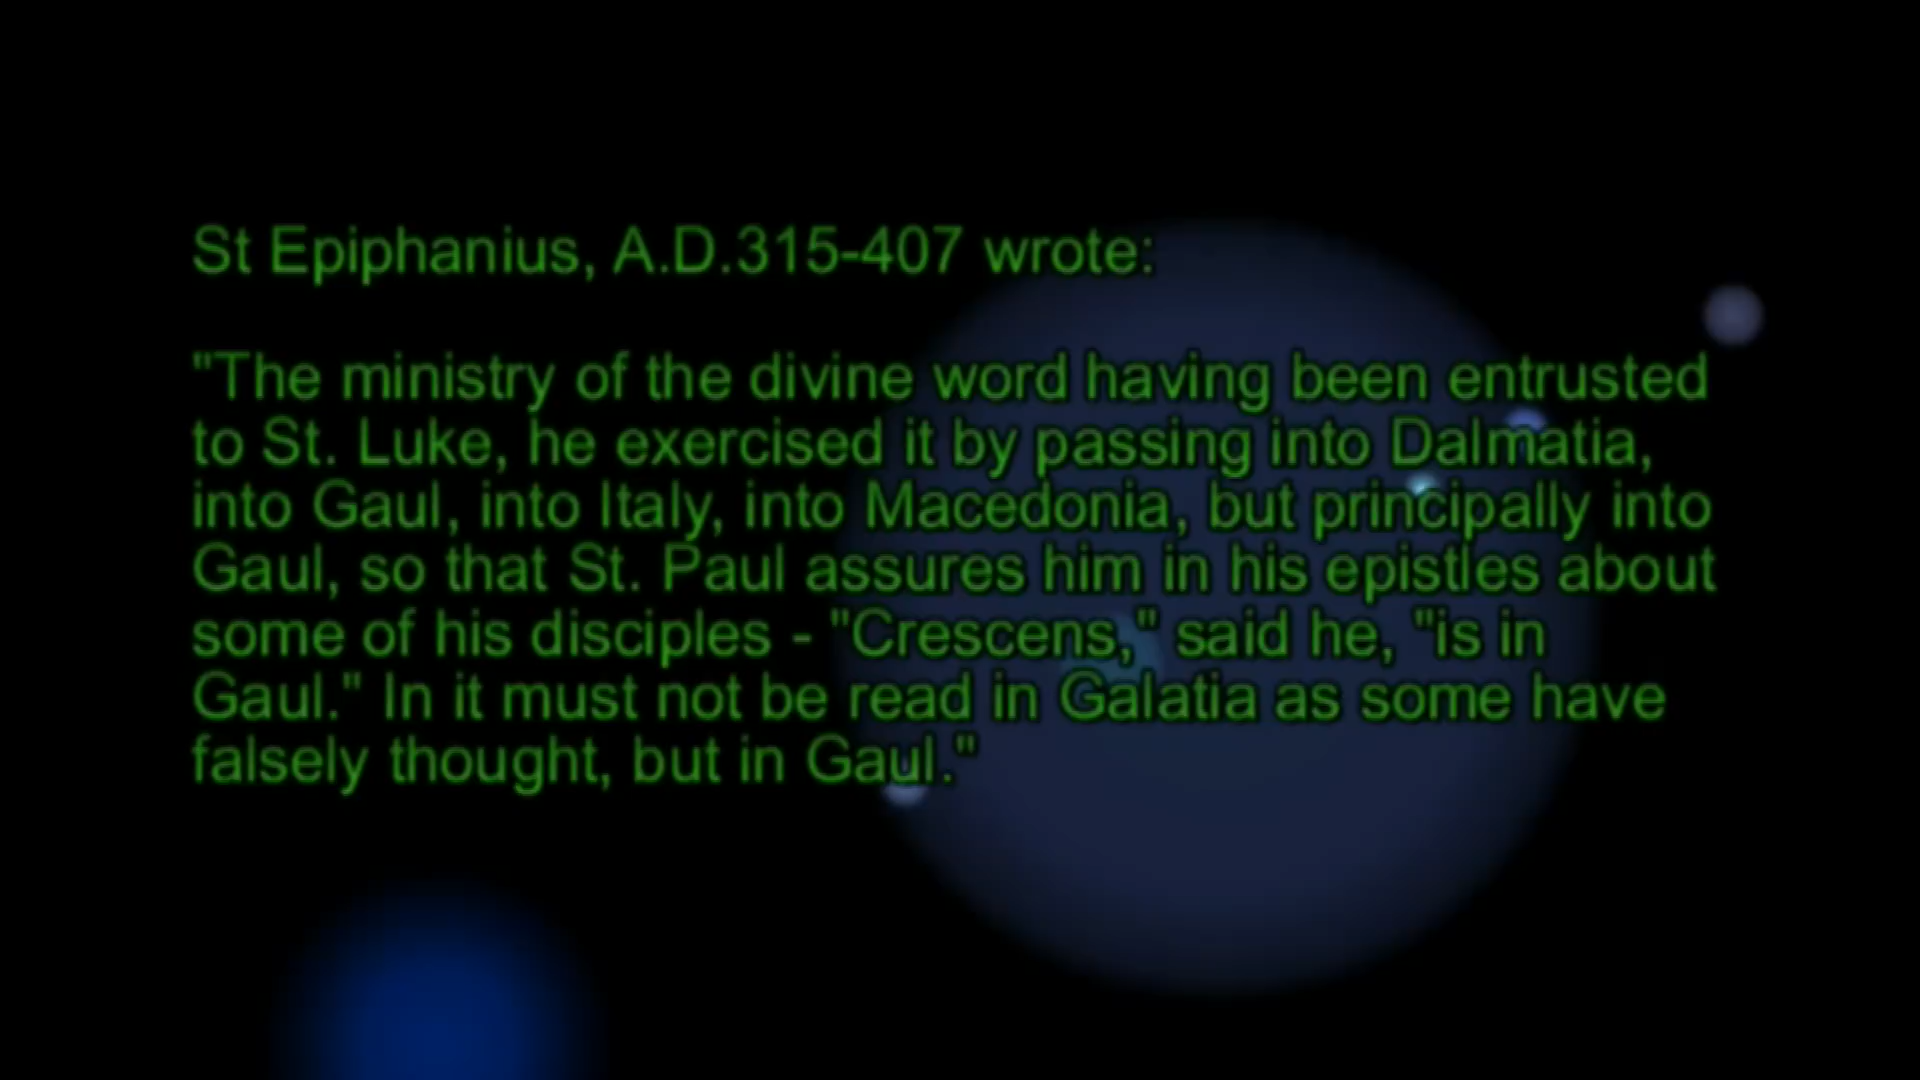 St Epiphanius, A.D.315-407 wrote:
"The ministry of the divine word having been entrusted
to St. Luke, he exercised it by passing into Dalmatia,
into Gaul, into Italy, into Macedonia, but principally into
Gaul, so that St. Paul assures him in his epistles about
some of his disciples - "Crescens," said he, "is in
Gaul." In it must not be read in Galatia as some have
falsely thought, but in Gaul."